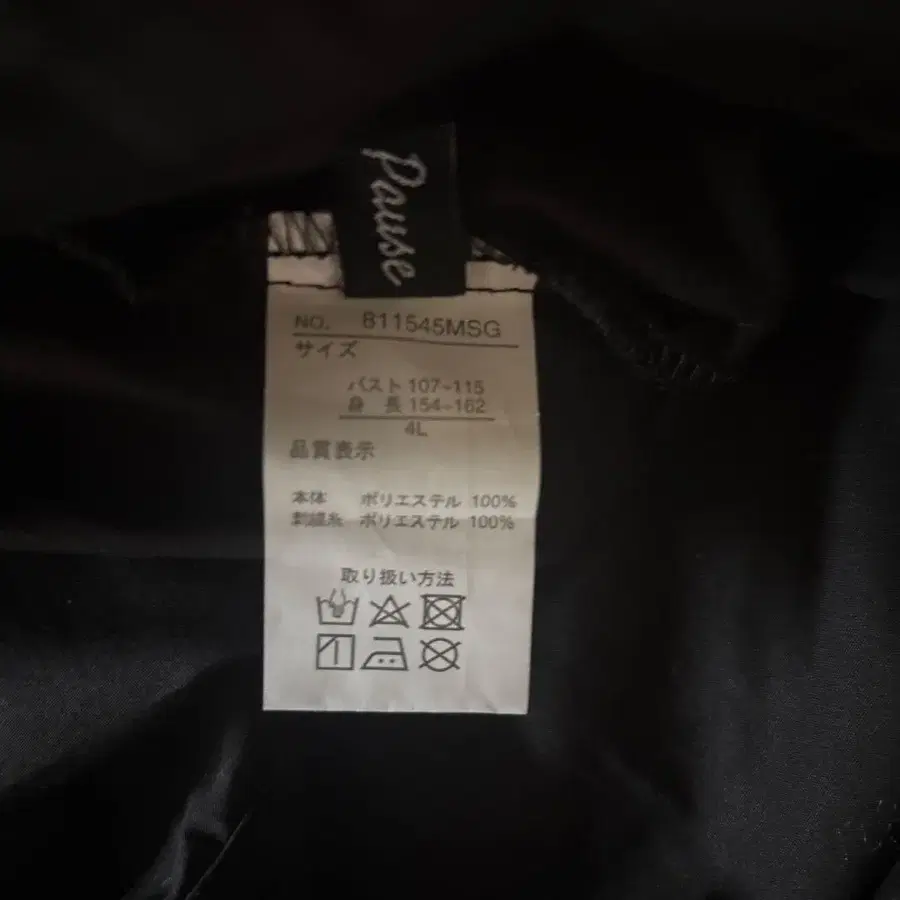 Pause
NO. 811545MSG
サイズ
バスト 107-115
身 長 154-162
4L
品質表示
本体 ポリエステル 100%
刺繍糸 ポリエステル 100%
取り扱い方法